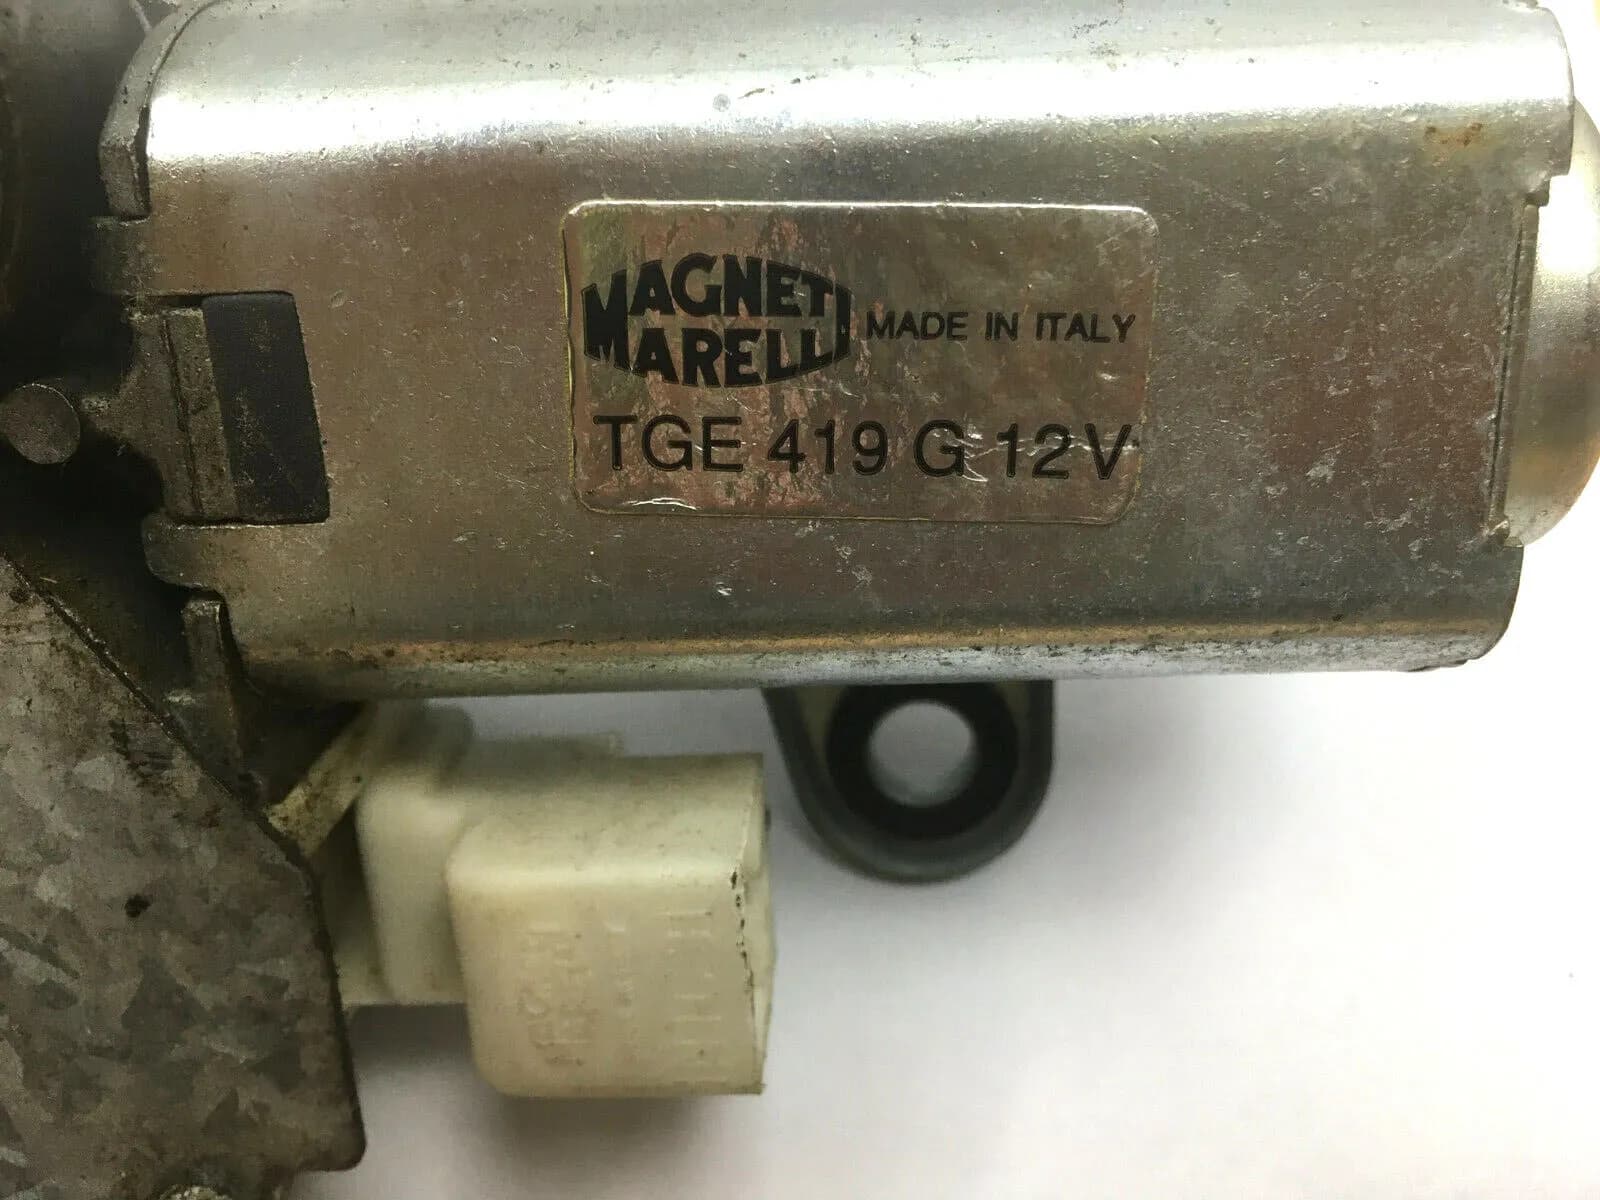 MAGNETI
MARELLI
MADE IN ITALY
TGE 419 G 12V